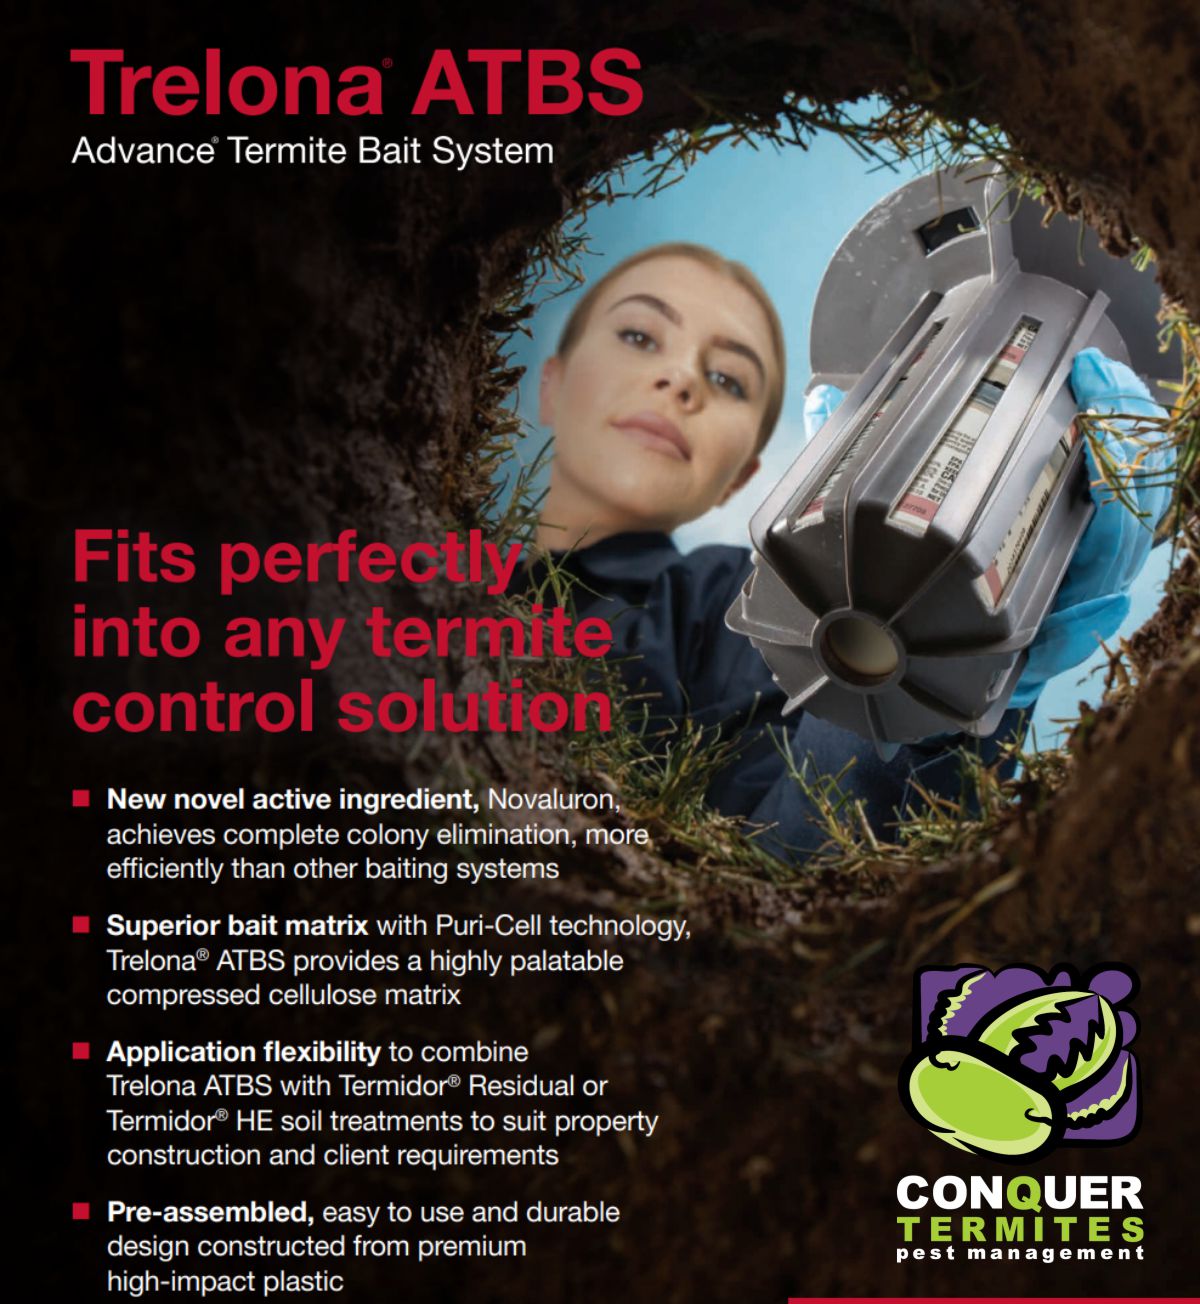 Trelona® ATBS
Advance® Termite Bait System
Fits perfectly
into any termite
control solution
■ New novel active ingredient, Novaluron,
achieves complete colony elimination, more
efficiently than other baiting systems
■ Superior bait matrix with Puri-Cell technology,
Trelona® ATBS provides a highly palatable
compressed cellulose matrix
■ Application flexibility to combine
Trelona ATBS with Termidor® Residual or
Termidor® HE soil treatments to suit property
construction and client requirements
■ Pre-assembled, easy to use and durable
design constructed from premium
high-impact plastic
CONQUER
TERMITES
pest management